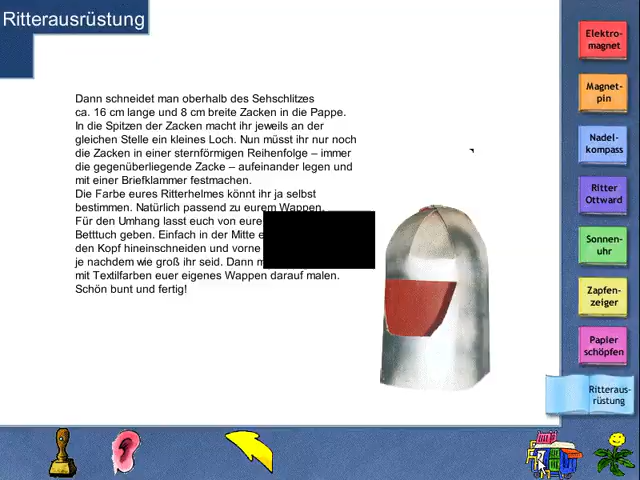 Ritterausrüstung
Dann schneidet man oberhalb des Sehschlitzes
ca. 16 cm lange und 8 cm breite Zacken in die Pappe.
In die Spitzen der Zacken macht ihr jeweils an der
gleichen Stelle ein kleines Loch. Nun müsst ihr nur noch
die Zacken in einer sternförmigen Reihenfolge – immer
die gegenüberliegende Zacke – aufeinander legen und
mit einer Briefklammer festmachen.
Die Farbe eures Ritterhelmes könnt ihr ja selbst
bestimmen. Natürlich passend zu eurem Wappen.
Für den Umhang lasst euch von
Betttuch geben. Einfach in der Mitte
den Kopf hineinschneiden und vorne
je nachdem wie groß ihr seid. Dann
mit Textilfarben euer eigenes Wappen darauf malen.
Schön bunt und fertig!
Elektro-
magnet
Magnet-
pin
Nadel-
kompass
Ritter
Ottward
Sonnen-
uhr
Zapfen-
zeiger
Papier
schöpfen
Ritteraus-
rüstung